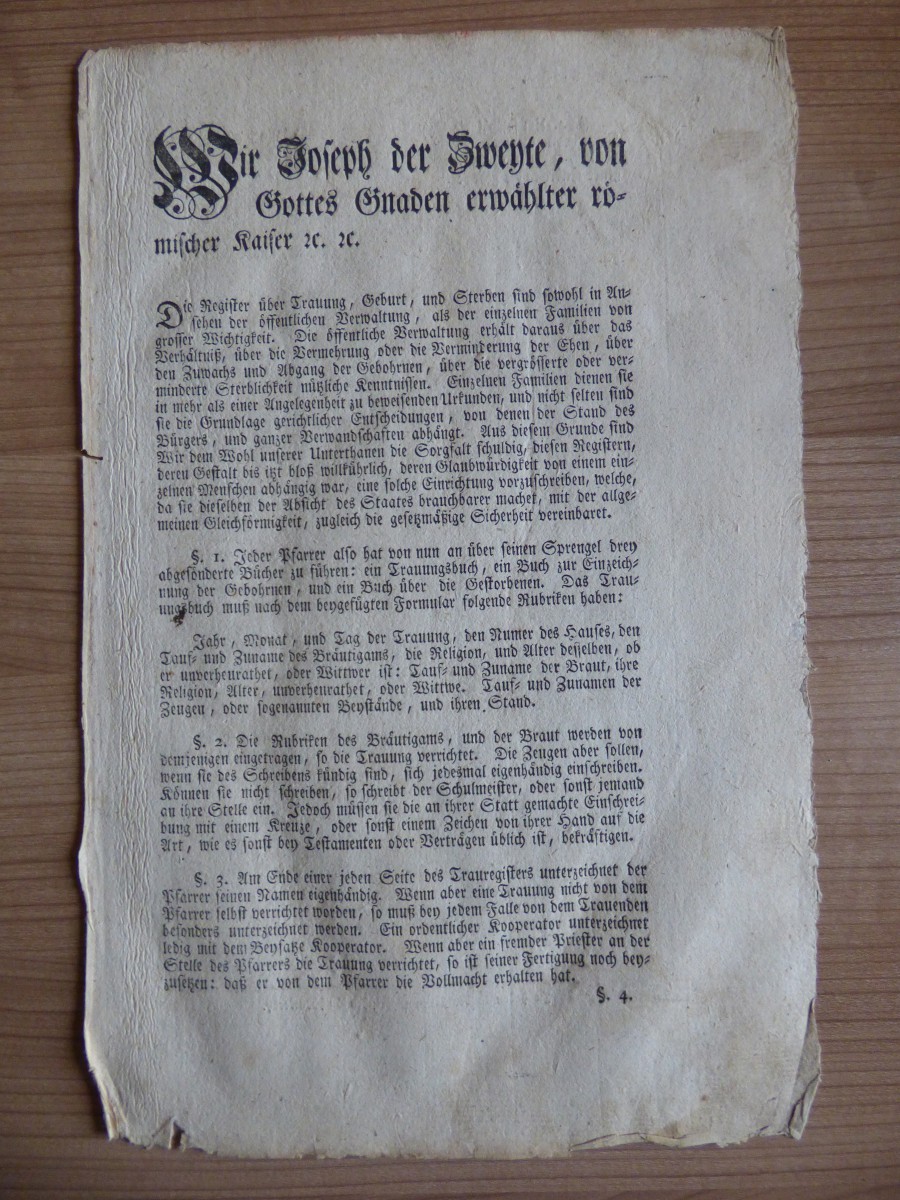 Wir Joseph der Zweyte, von
Gottes Gnaden erwählter rö-
mischer Kaiser ꝛc. ꝛc.
Die Register über Trauung, Geburt, und Sterben sind sowohl in An-
sehen der öffentlichen Verwaltung, als der einzelnen Familien von
grosser Wichtigkeit. Die öffentliche Verwaltung erhält daraus über das
Verhältniß, über die Vermehrung oder die Verminderung der Ehen, über
den Zuwachs und Abgang der Gebohrnen, über die vergrösserte oder ver-
minderte Sterblichkeit nützliche Kenntnissen. Einzelnen Familien dienen sie
in mehr als einer Angelegenheit zu beweisenden Urkunden, und nicht selten sind
sie die Grundlage gerichtlicher Entscheidungen, von denen der Stand des
Bürgers, und ganzer Verwandschaften abhängt. Aus diesem Grunde sind
Wir dem Wohl unserer Unterthanen die Sorgfalt schuldig, diesen Registern,
deren Gestalt bis itzt bloß willkührlich, deren Glaubwürdigkeit von einem ein-
zelnen Menschen abhängig war, eine solche Einrichtung vorzuschreiben, welche,
da sie dieselben der Absicht des Staates brauchbarer machet, mit der allge-
meinen Gleichförmigkeit, zugleich die gesetzmäßige Sicherheit vereinbaret.
§. 1. Jeder Pfarrer also hat von nun an über seinen Sprengel drey
abgesönderte Bücher zu führen: ein Trauungsbuch, ein Buch zur Einzeich-
nung der Gebohrnen, und ein Buch über die Gestorbenen. Das Trau-
ungsbuch muß nach dem beygefügten Formular folgende Rubriken haben:
Jahr, Monat, und Tag der Trauung, den Numer des Hauses, den
Tauf- und Zuname des Bräutigams, die Religion, und Alter desselben, ob
er unverheurathet, oder Wittwer ist: Tauf- und Zuname der Braut, ihre
Religion, Alter, unverheurathet, oder Wittwe. Tauf- und Zunamen der
Zeugen, oder sogenannten Beystände, und ihren Stand.
§. 2. Die Rubriken des Bräutigams, und der Braut werden von
demjenigen eingetragen, so die Trauung verrichtet. Die Zeugen aber sollen,
wenn sie des Schreibens kündig sind, sich jedesmal eigenhändig einschreiben.
Können sie nicht schreiben, so schreibt der Schulmeister, oder sonst jemand
an ihre Stelle ein. Jedoch müssen sie die an ihrer Statt gemachte Einschrei-
bung mit einem Kreuze, oder sonst einem Zeichen von ihrer Hand auf die
Art, wie es sonst bey Testamenten oder Verträgen üblich ist, bekräftigen.
§. 3. Am Ende einer jeden Seite des Trauregisters unterzeichnet der
Pfarrer seinen Namen eigenhändig. Wenn aber eine Trauung nicht von dem
Pfarrer selbst verrichtet worden, so muß bey jedem Falle von dem Trauenden
besonders unterzeichnet werden. Ein ordentlicher Kooperator unterzeichnet
ledig mit dem Beysatze Kooperator. Wenn aber ein fremder Priester an der
Stelle des Pfarrers die Trauung verrichtet, so ist seiner Fertigung noch bey-
zusetzen: daß er von dem Pfarrer die Vollmacht erhalten hat.
§. 4.